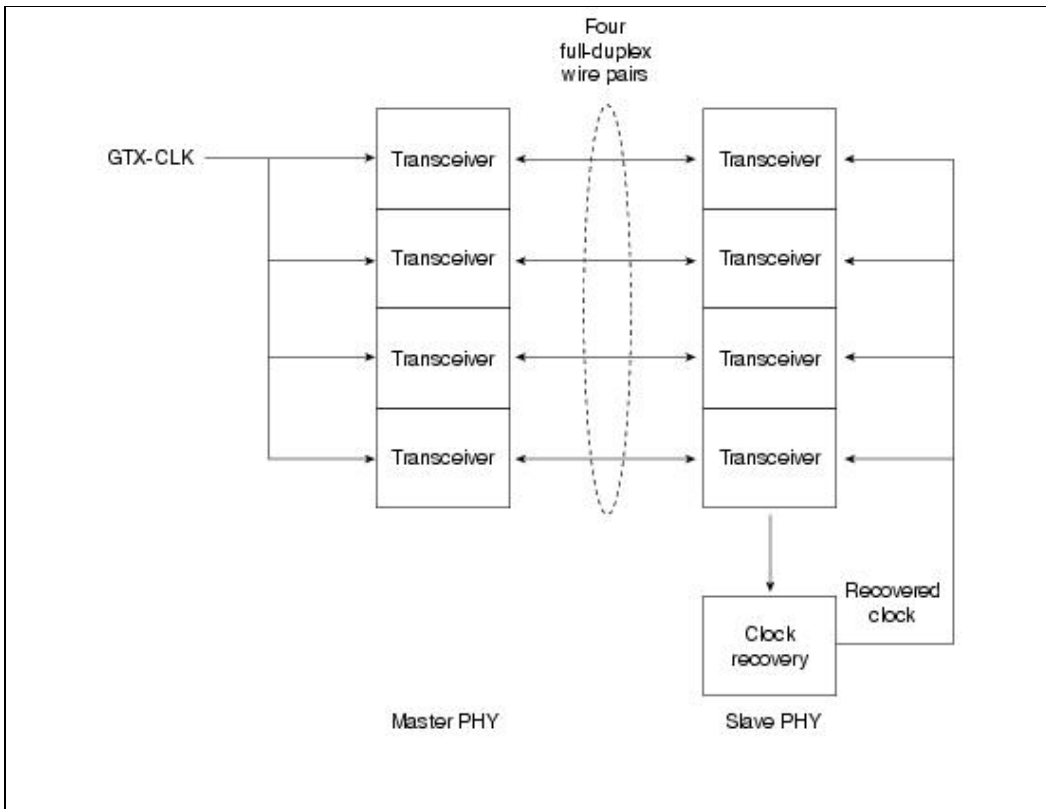 Four
full-duplex
wire pairs
GTX-CLK
Transceiver
Transceiver
Transceiver
Transceiver
Transceiver
Transceiver
Transceiver
Transceiver
Recovered
clock
Clock
recovery
Master PHY
Slave PHY